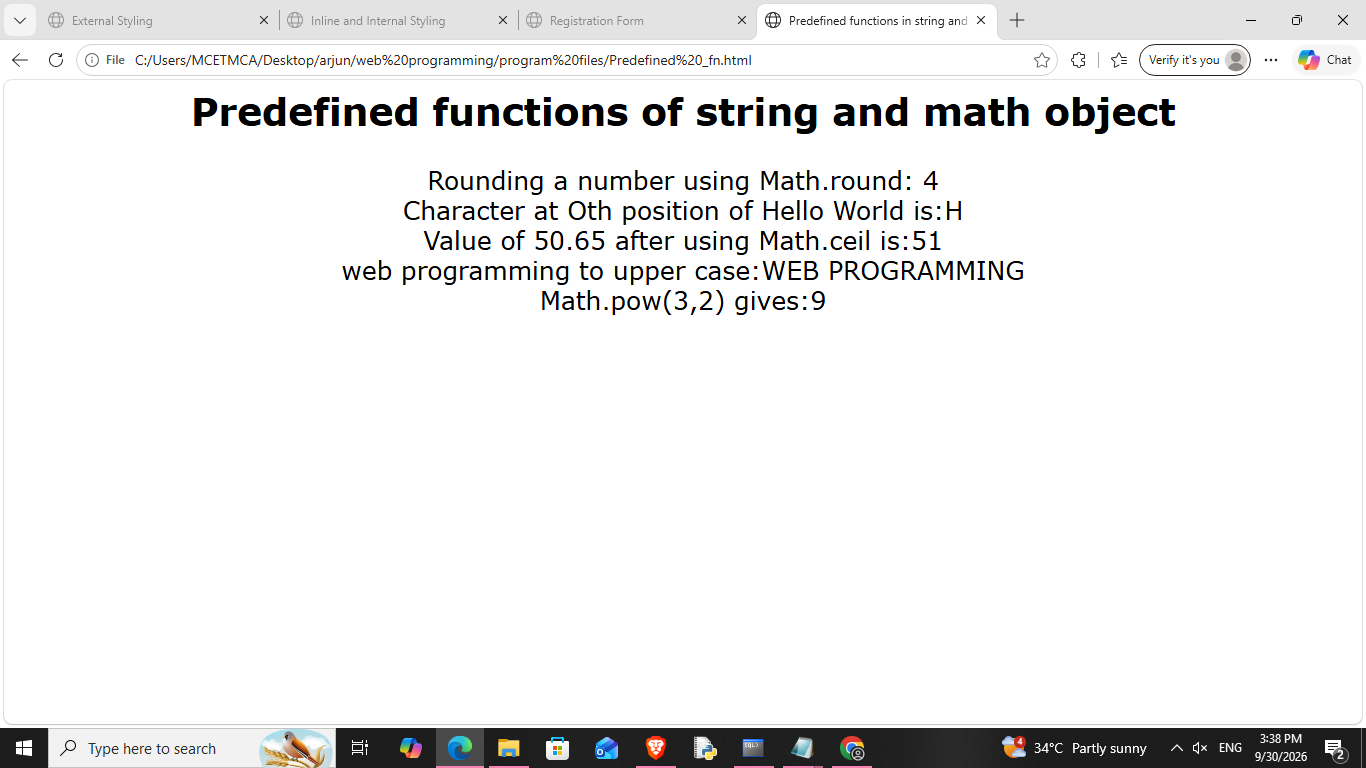 External Styling
Inline and Internal Styling
Registration Form
Predefined functions in string and
File C:/Users/MCETMCA/Desktop/arjun/web%20programming/program%20files/Predefined%20_fn.html
Verify it's you
Chat
Predefined functions of string and math object
Rounding a number using Math.round: 4
Character at Oth position of Hello World is:H
Value of 50.65 after using Math.ceil is:51
web programming to upper case:WEB PROGRAMMING
Math.pow(3,2) gives:9
Type here to search
SQL>
4
34°C Partly sunny
ENG
3:38 PM
9/30/2026
2